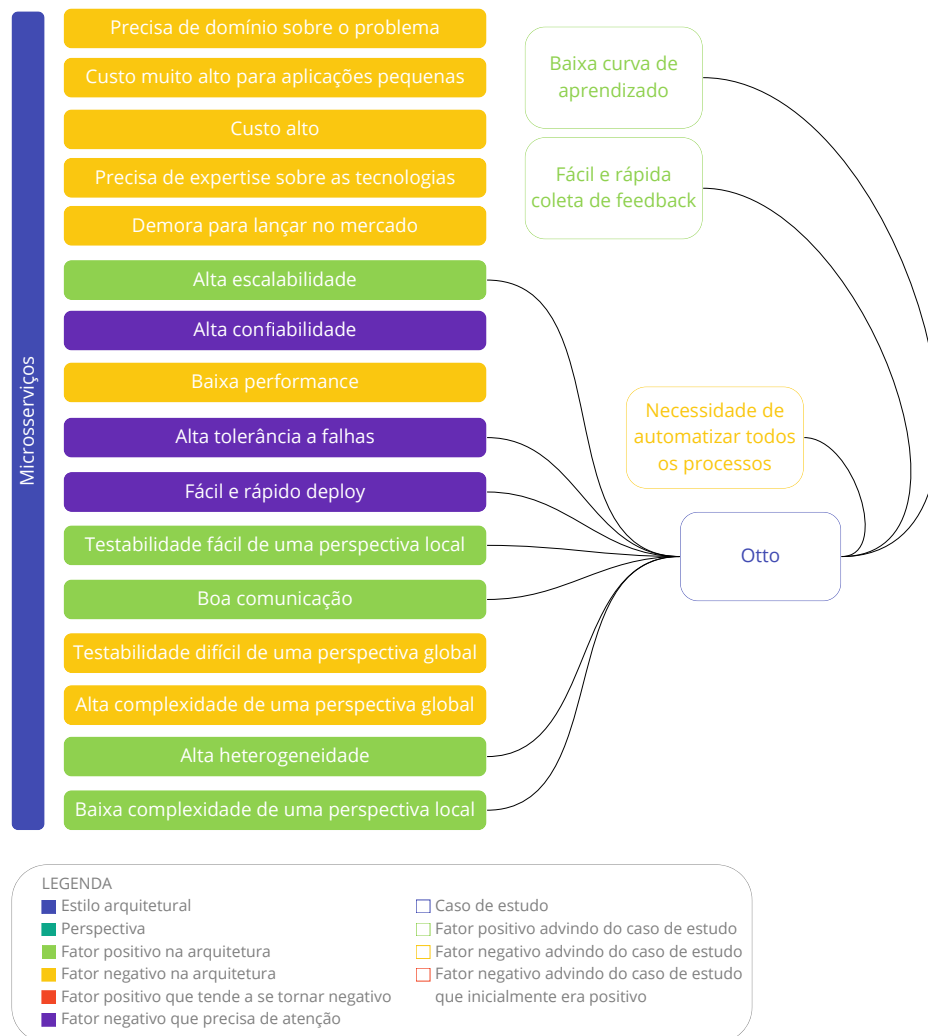 Microsserviços
Precisa de domínio sobre o problema
Custo muito alto para aplicações pequenas
Custo alto
Precisa de expertise sobre as tecnologias
Demora para lançar no mercado
Alta escalabilidade
Alta confiabilidade
Baixa performance
Alta tolerância a falhas
Fácil e rápido deploy
Testabilidade fácil de uma perspectiva local
Boa comunicação
Testabilidade difícil de uma perspectiva global
Alta complexidade de uma perspectiva global
Alta heterogeneidade
Baixa complexidade de uma perspectiva local
Baixa curva de
aprendizado
Fácil e rápida
coleta de feedback
Necessidade de
automatizar todos
os processos
Otto
LEGENDA
Estilo arquitetural
Perspectiva
Fator positivo na arquitetura
Fator negativo na arquitetura
Fator positivo que tende a se tornar negativo
Fator negativo que precisa de atenção
Caso de estudo
Fator positivo advindo do caso de estudo
Fator negativo advindo do caso de estudo
Fator negativo advindo do caso de estudo
que inicialmente era positivo